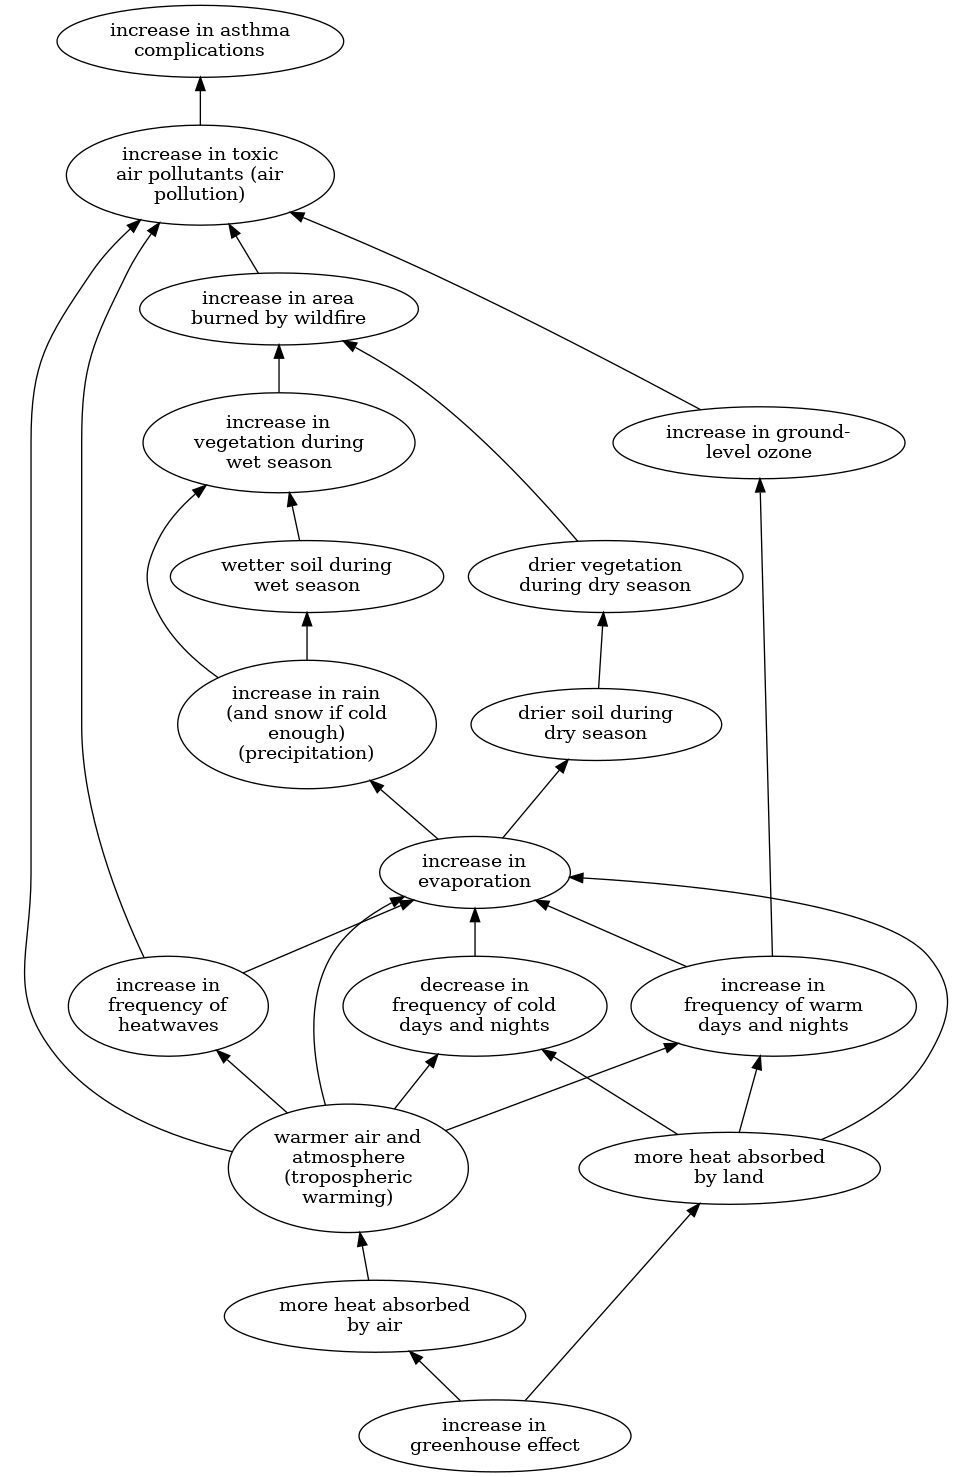 increase in asthma
complications
increase in toxic
air pollutants (air
pollution)
increase in area
burned by wildfire
increase in
vegetation during
wet season
increase in ground-
level ozone
wetter soil during
wet season
drier vegetation
during dry season
increase in rain
(and snow if cold
enough)
(precipitation)
drier soil during
dry season
increase in
evaporation
increase in
frequency of
heatwaves
decrease in
frequency of cold
days and nights
increase in
frequency of warm
days and nights
warmer air and
atmosphere
(tropospheric
warming)
more heat absorbed
by land
more heat absorbed
by air
increase in
greenhouse effect